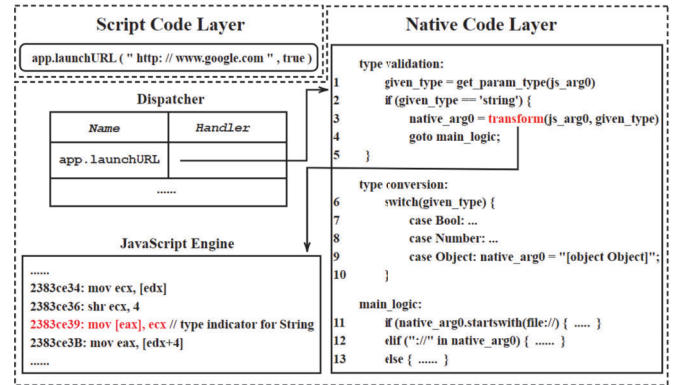 Script Code Layer
app.launchURL ( " http: // www.google.com " , true )
Dispatcher
Name Handler
app.launchURL
......
JavaScript Engine
......
2383ce34: mov ecx, [edx]
2383ce36: shr ecx, 4
2383ce39: mov [eax], ecx // type indicator for String
2383ce3B: mov eax, [edx+4]
......
Native Code Layer
type validation:
1 given_type = get_param_type(js_arg0)
2 if (given_type == 'string') {
3 native_arg0 = transform(js_arg0, given_type)
4 goto main_logic;
5 }
type conversion:
6 switch(given_type) {
7 case Bool: ...
8 case Number: ...
9 case Object: native_arg0 = "[object Object]";
10 }
main_logic:
11 if (native_arg0.startswith(file://) { ..... }
12 elif ("://" in native_arg0) { ...... }
13 else { ...... }